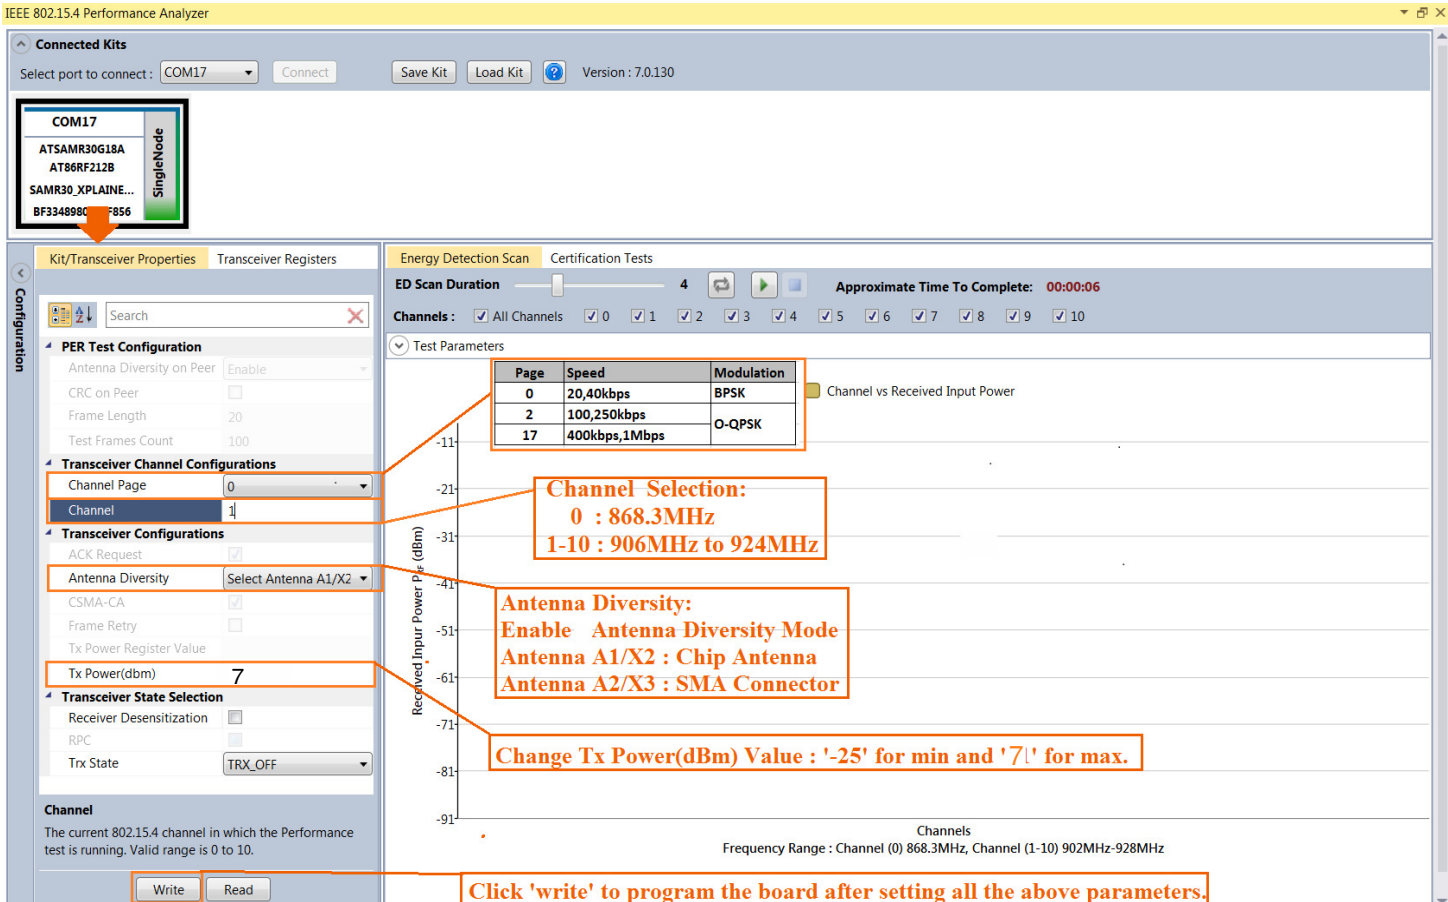 IEEE 802.15.4 Performance Analyzer
Connected Kits
Select port to connect : COM17 Connect Save Kit Load Kit ? Version : 7.0.130
COM17
ATSAMR30G18A
AT86RF212B
SAMR30_XPLAINE...
SingleNode
Configuration
Kit/Transceiver Properties Transceiver Registers
Search
PER Test Configuration
Antenna Diversity on Peer Enable
CRC on Peer
Frame Length 20
Test Frames Count 100
Transceiver Channel Configurations
Channel Page 0
Channel 1
Transceiver Configurations
ACK Request
Antenna Diversity Select Antenna A1/X2
CSMA-CA
Frame Retry
Tx Power Register Value
Tx Power(dbm) 7
Transceiver State Selection
Receiver Desensitization
RPC
Trx State TRX_OFF
Channel
The current 802.15.4 channel in which the Performance
test is running. Valid range is 0 to 10.
Write Read
Energy Detection Scan Certification Tests
ED Scan Duration 4 Approximate Time To Complete: 00:00:06
Channels : All Channels 0 1 2 3 4 5 6 7 8 9 10
Test Parameters
Page Speed Modulation
0 20,40kbps BPSK
2 100,250kbps
O-QPSK
17 400kbps,1Mbps
Channel vs Received Input Power
Channel Selection:
0 : 868.3MHz
1-10 : 906MHz to 924MHz
Antenna Diversity:
Enable Antenna Diversity Mode
Antenna A1/X2 : Chip Antenna
Antenna A2/X3 : SMA Connector
Change Tx Power(dBm) Value : '-25' for min and '7' for max.
Received Inpur Power PRF (dBm)
-11
-21
-31
-41
-51
-61
-71
-81
-91
Channels
Frequency Range : Channel (0) 868.3MHz, Channel (1-10) 902MHz-928MHz
Click 'write' to program the board after setting all the above parameters.